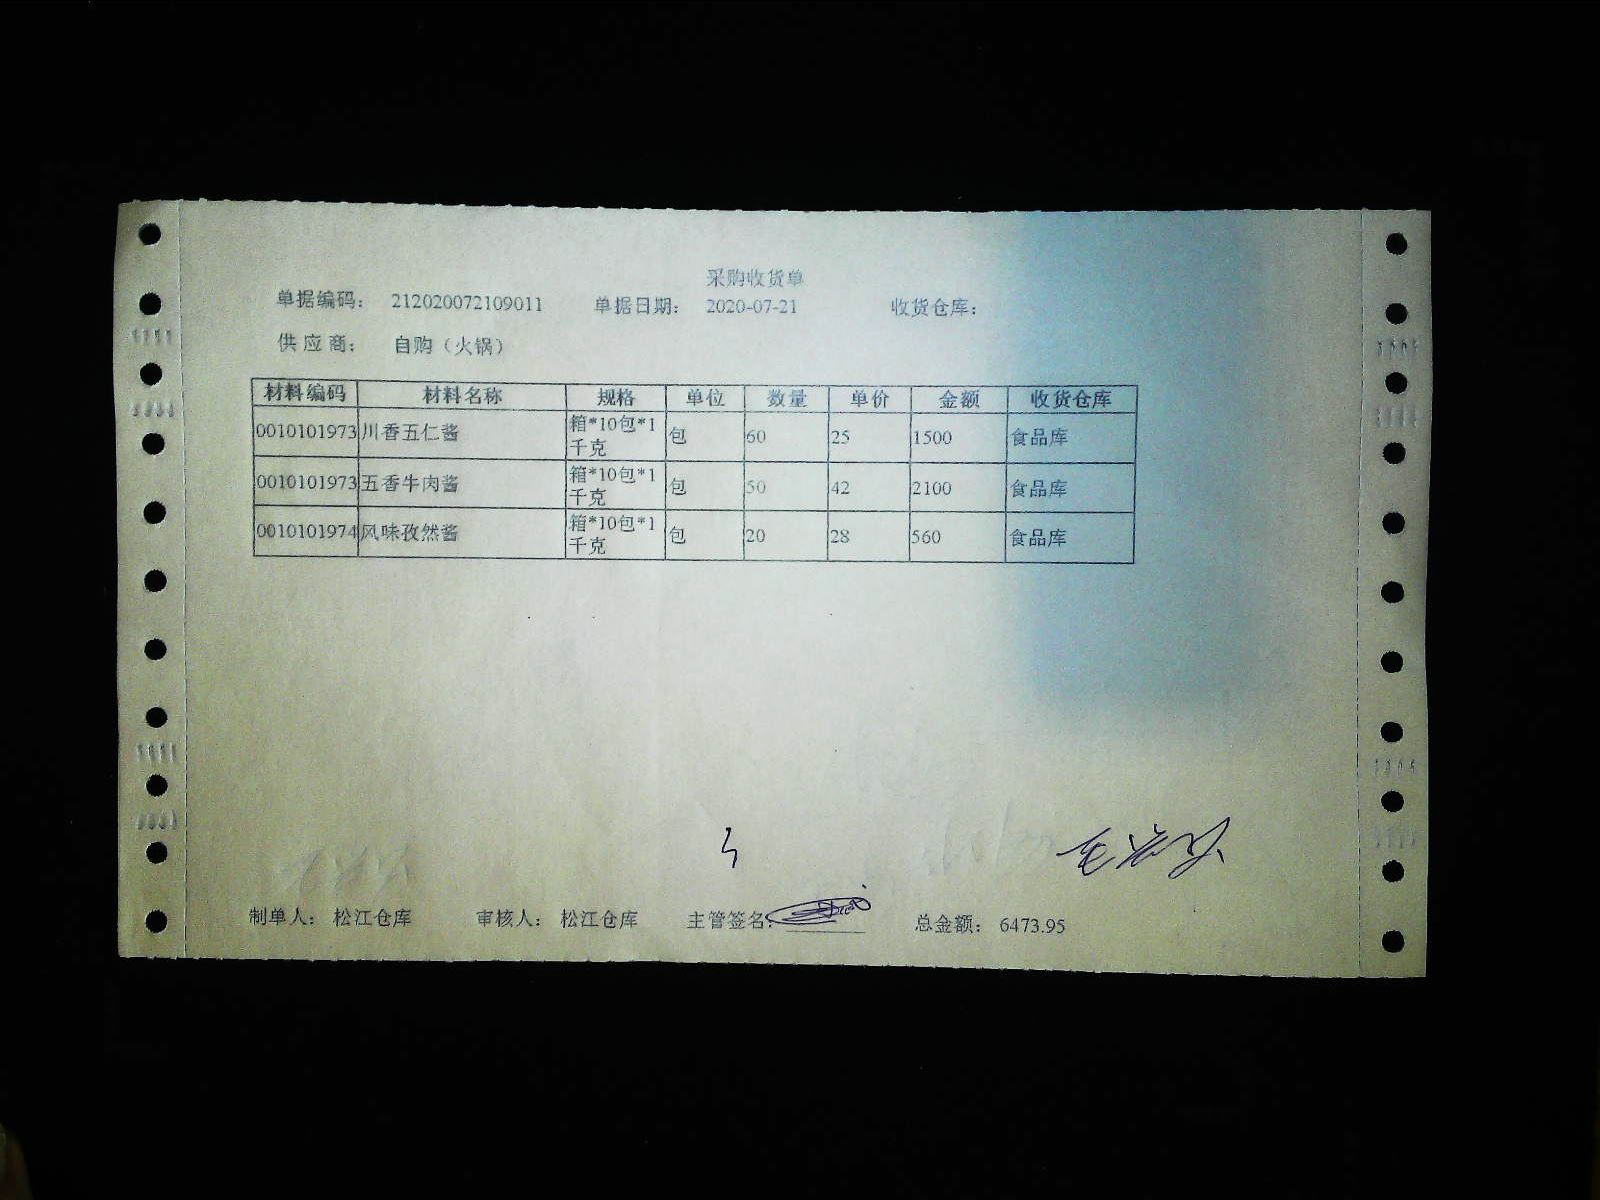 采购收货单
单据编码： 212020072109011 单据日期： 2020-07-21 收货仓库：
供 应 商： 自购（火锅）
材料编码 材料名称 规格 单位 数量 单价 金额 收货仓库
0010101973 川香五仁酱 箱*10包*1千克 包 60 25 1500 食品库
0010101973 五香牛肉酱 箱*10包*1千克 包 50 42 2100 食品库
0010101974 风味孜然酱 箱*10包*1千克 包 20 28 560 食品库
制单人： 松江仓库 审核人： 松江仓库 主管签名： 总金额： 6473.95